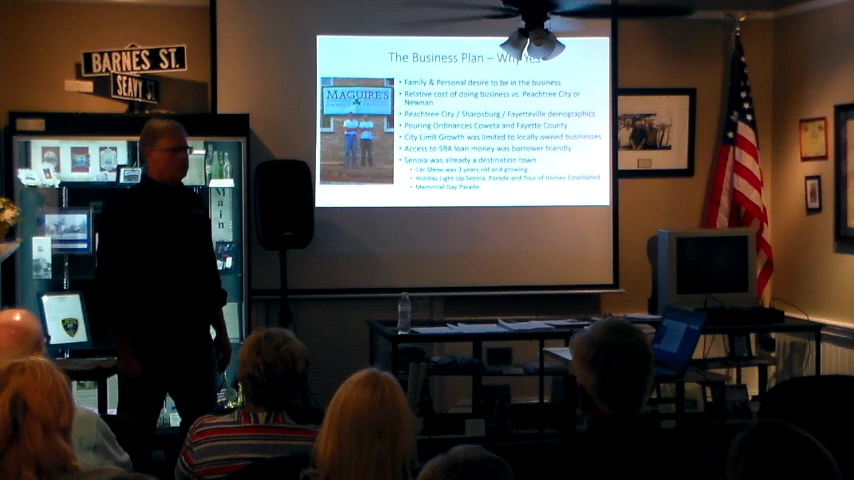 BARNES ST.
SEAVY ST
The Business Plan – Why Yes
MAGUIRE'S
• Family & Personal desire to be in the business
• Relative cost of doing business vs. Peachtree City or
Newnan
• Peachtree City / Sharpsburg / Fayetteville demographics
• Pouring Ordinances Coweta and Fayette County
• City Limit Growth was limited to locally owned businesses
• Access to SBA loan money was borrower friendly
• Senoia was already a destination town
• Car Show was 3 years old and growing
• Holiday Light Up Senoia, Parade and Tour of Homes Established
• Memorial Day Parade
Main